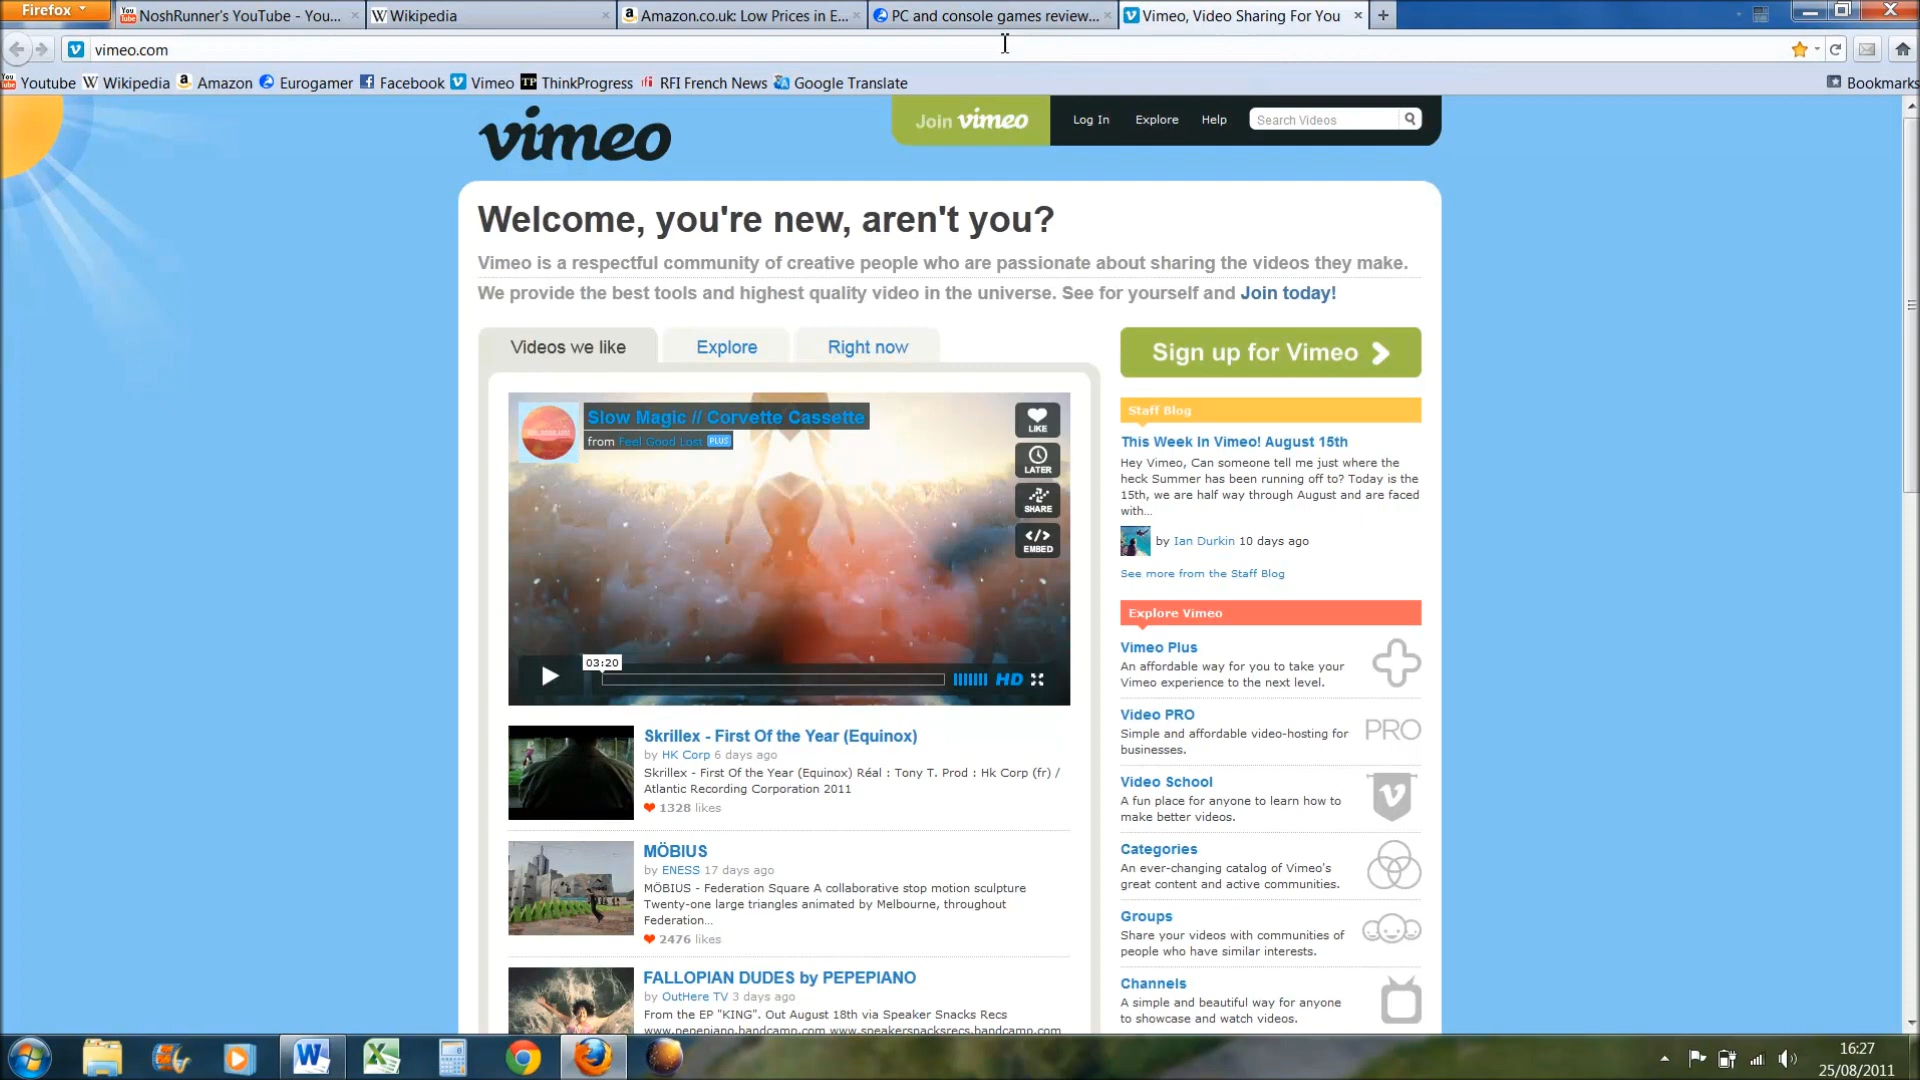 Firefox
NoshRunner's YouTube - You...
Wikipedia
Amazon.co.uk: Low Prices in E...
PC and console games review...
Vimeo, Video Sharing For You
vimeo.com
Youtube
Wikipedia
Amazon
Eurogamer
Facebook
Vimeo
ThinkProgress
RFI French News
Google Translate
Bookmarks
vimeo
Join vimeo
Log In
Explore
Help
Search Videos
Welcome, you're new, aren't you?
Vimeo is a respectful community of creative people who are passionate about sharing the videos they make.
We provide the best tools and highest quality video in the universe. See for yourself and Join today!
Videos we like
Explore
Right now
Slow Magic // Corvette Cassette
from Feel Good Lost PLUS
LIKE
LATER
SHARE
EMBED
03:20
HD
Skrillex - First Of the Year (Equinox)
by HK Corp 6 days ago
Skrillex - First Of the Year (Equinox) Réal : Tony T. Prod : Hk Corp (fr) /
Atlantic Recording Corporation 2011
1328 likes
MÖBIUS
by ENESS 17 days ago
MÖBIUS - Federation Square A collaborative stop motion sculpture
Twenty-one large triangles animated by Melbourne, throughout
Federation...
2476 likes
FALLOPIAN DUDES by PEPEPIANO
by OutHere TV 3 days ago
From the EP "KING". Out August 18th via Speaker Snacks Recs
www.pepepiano.bandcamp.com www.speakersnacksrecs.bandcamp.com
Sign up for Vimeo
Staff Blog
This Week In Vimeo! August 15th
Hey Vimeo, Can someone tell me just where the
heck Summer has been running off to? Today is the
15th, we are half way through August and are faced
with...
by Ian Durkin 10 days ago
See more from the Staff Blog
Explore Vimeo
Vimeo Plus
An affordable way for you to take your
Vimeo experience to the next level.
Video PRO
Simple and affordable video-hosting for
businesses.
PRO
Video School
A fun place for anyone to learn how to
make better videos.
Categories
An ever-changing catalog of Vimeo's
great content and active communities.
Groups
Share your videos with communities of
people who have similar interests.
Channels
A simple and beautiful way for anyone
to showcase and watch videos.
16:27
25/08/2011